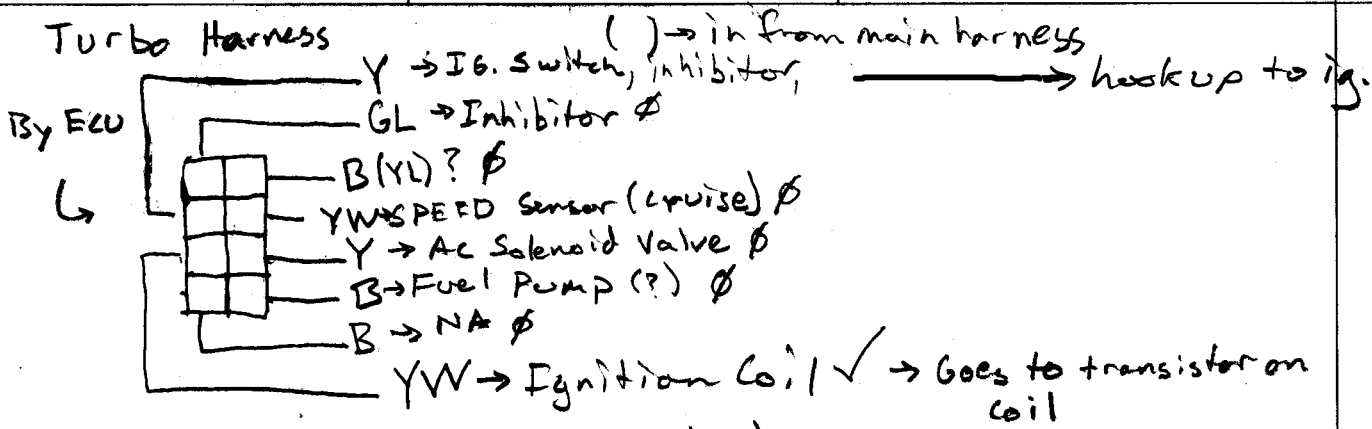 Turbo Harness ( ) → in from main harness
Y → IG. Switch, inhibitor, → hookup to ig.
By ECU
GL → Inhibitor ∅
B(YL)? ∅
YW→SPEED Sensor (cruise) ∅
Y → AC Solenoid Valve ∅
B→Fuel Pump (?) ∅
B → NA ∅
YW → Ignition Coil ✓ → Goes to transistor on
coil